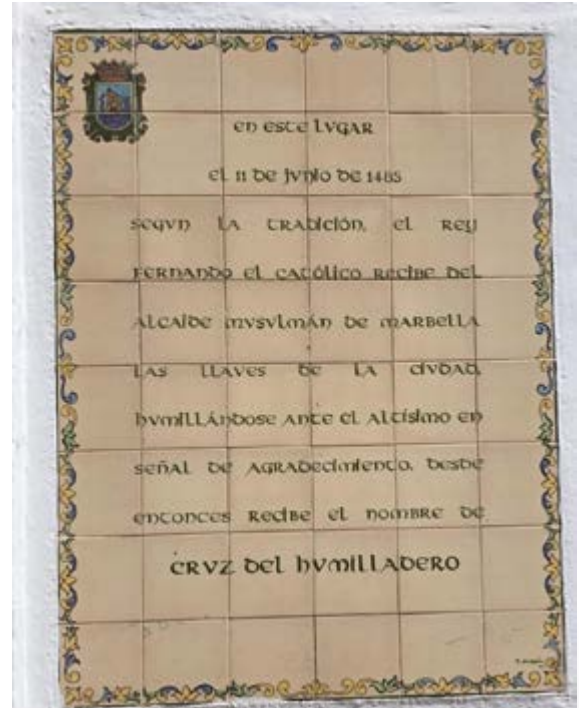 EN ESTE LVGAR
EL 11 DE JVNIO DE 1485
SEGVN LA TRADICIÓN, EL REY
FERNANDO EL CATÓLICO RECIBE DEL
ALCAIDE MVSVLMÁN DE MARBELLA
LAS LLAVES DE LA CIVDAD,
HVMILLÁNDOSE ANTE EL ALTÍSIMO EN
SEÑAL DE AGRADECIMIENTO. DESDE
ENTONCES RECIBE EL NOMBRE DE
CRVZ DEL HVMILLADERO